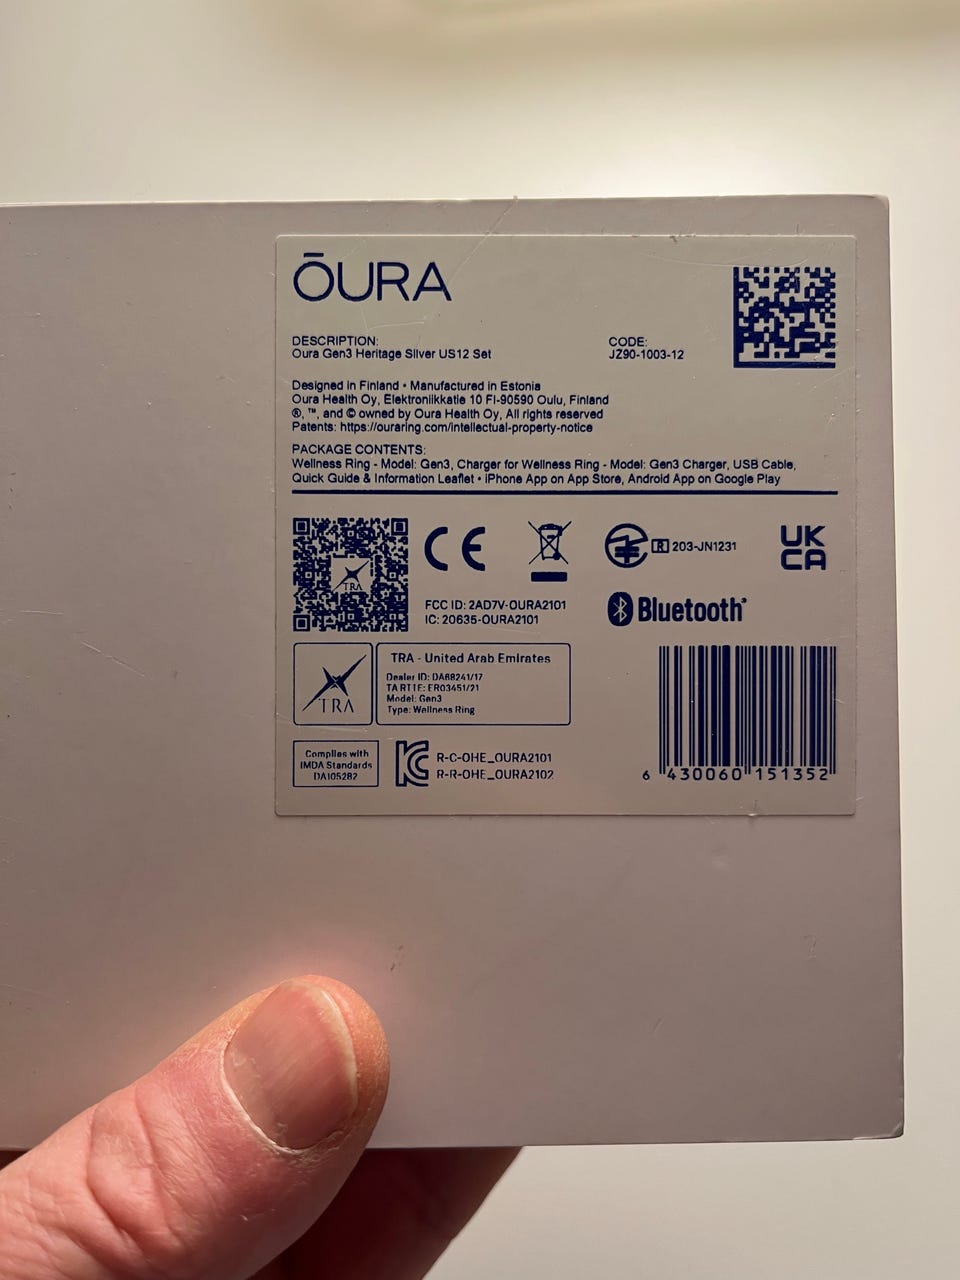 ŌURA
DESCRIPTION:
Oura Gen3 Heritage Silver US12 Set
CODE:
JZ90-1003-12
Designed in Finland • Manufactured in Estonia
Oura Health Oy, Elektroniikkatie 10 FI-90590 Oulu, Finland
®, ™, and © owned by Oura Health Oy, All rights reserved
Patents: https://ouraring.com/intellectual-property-notice
PACKAGE CONTENTS:
Wellness Ring - Model: Gen3, Charger for Wellness Ring - Model: Gen3 Charger, USB Cable,
Quick Guide & Information Leaflet • iPhone App on App Store, Android App on Google Play
TRA
CE
R 203-JN1231
UK
CA
FCC ID: 2AD7V-OURA2101
IC: 20635-OURA2101
Bluetooth®
TRA
TRA - United Arab Emirates
Dealer ID: DA68241/17
TA RTTE: ER03451/21
Model: Gen3
Type: Wellness Ring
Complies with
IMDA Standards
DA105282
R-C-OHE_OURA2101
R-R-OHE_OURA2102
6 430060 151352